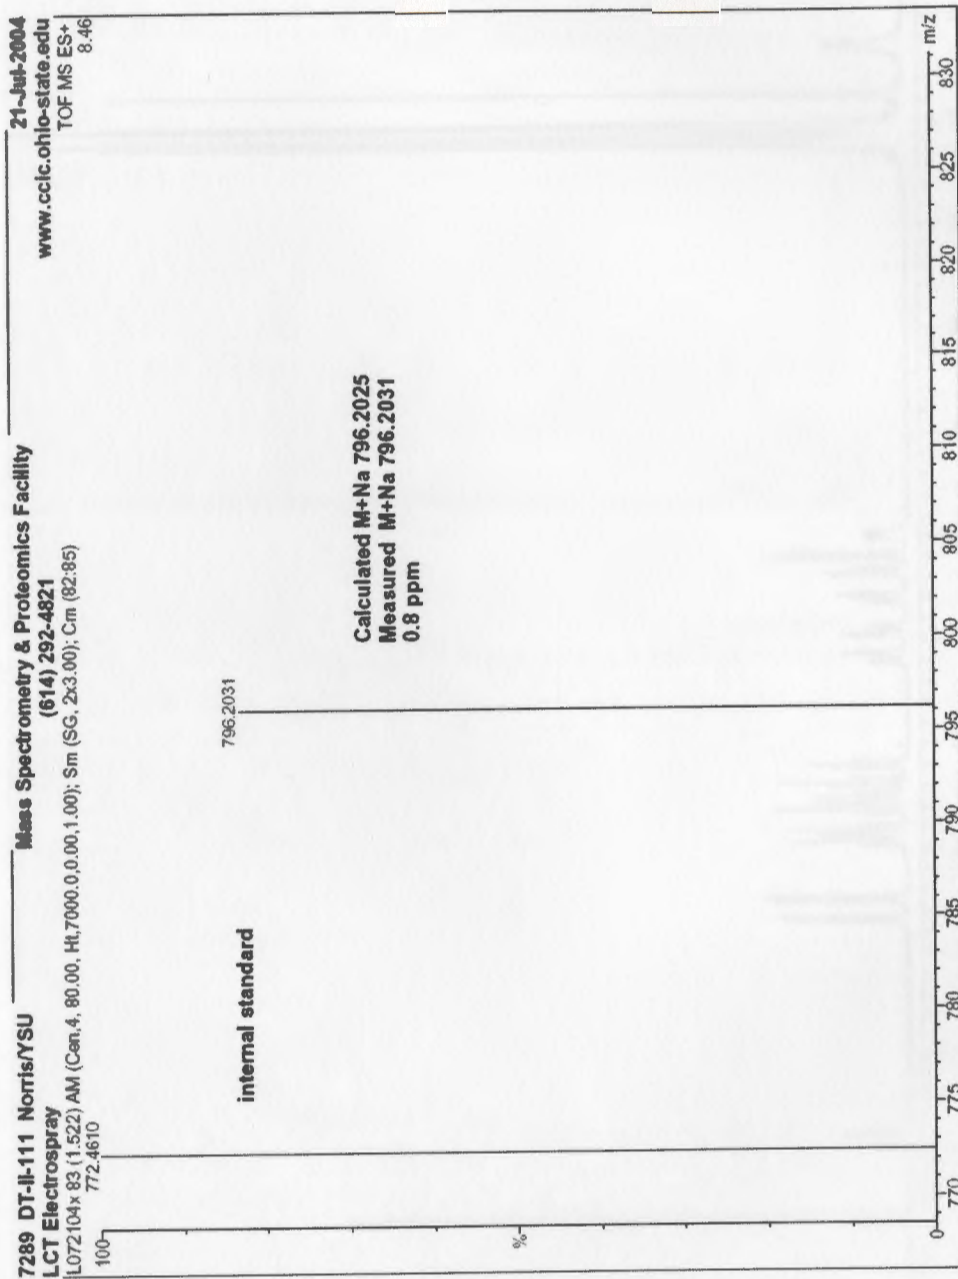 7289 DT-II-111 Norris/YSU Mass Spectrometry & Proteomics Facility 21-Jul-2004
LCT Electrospray (614) 292-4821 www.ccic.ohio-state.edu
L072104x 83 (1.522) AM (Cen,4, 80.00, Ht,7000.0,0.00,1.00); Sm (SG, 2x3.00); Cm (82:85) TOF MS ES+
772.4610 8.46
100
796.2031
internal standard
Calculated M+Na 796.2025
Measured M+Na 796.2031
0.8 ppm
%
0
770 775 780 785 790 795 800 805 810 815 820 825 830 m/z